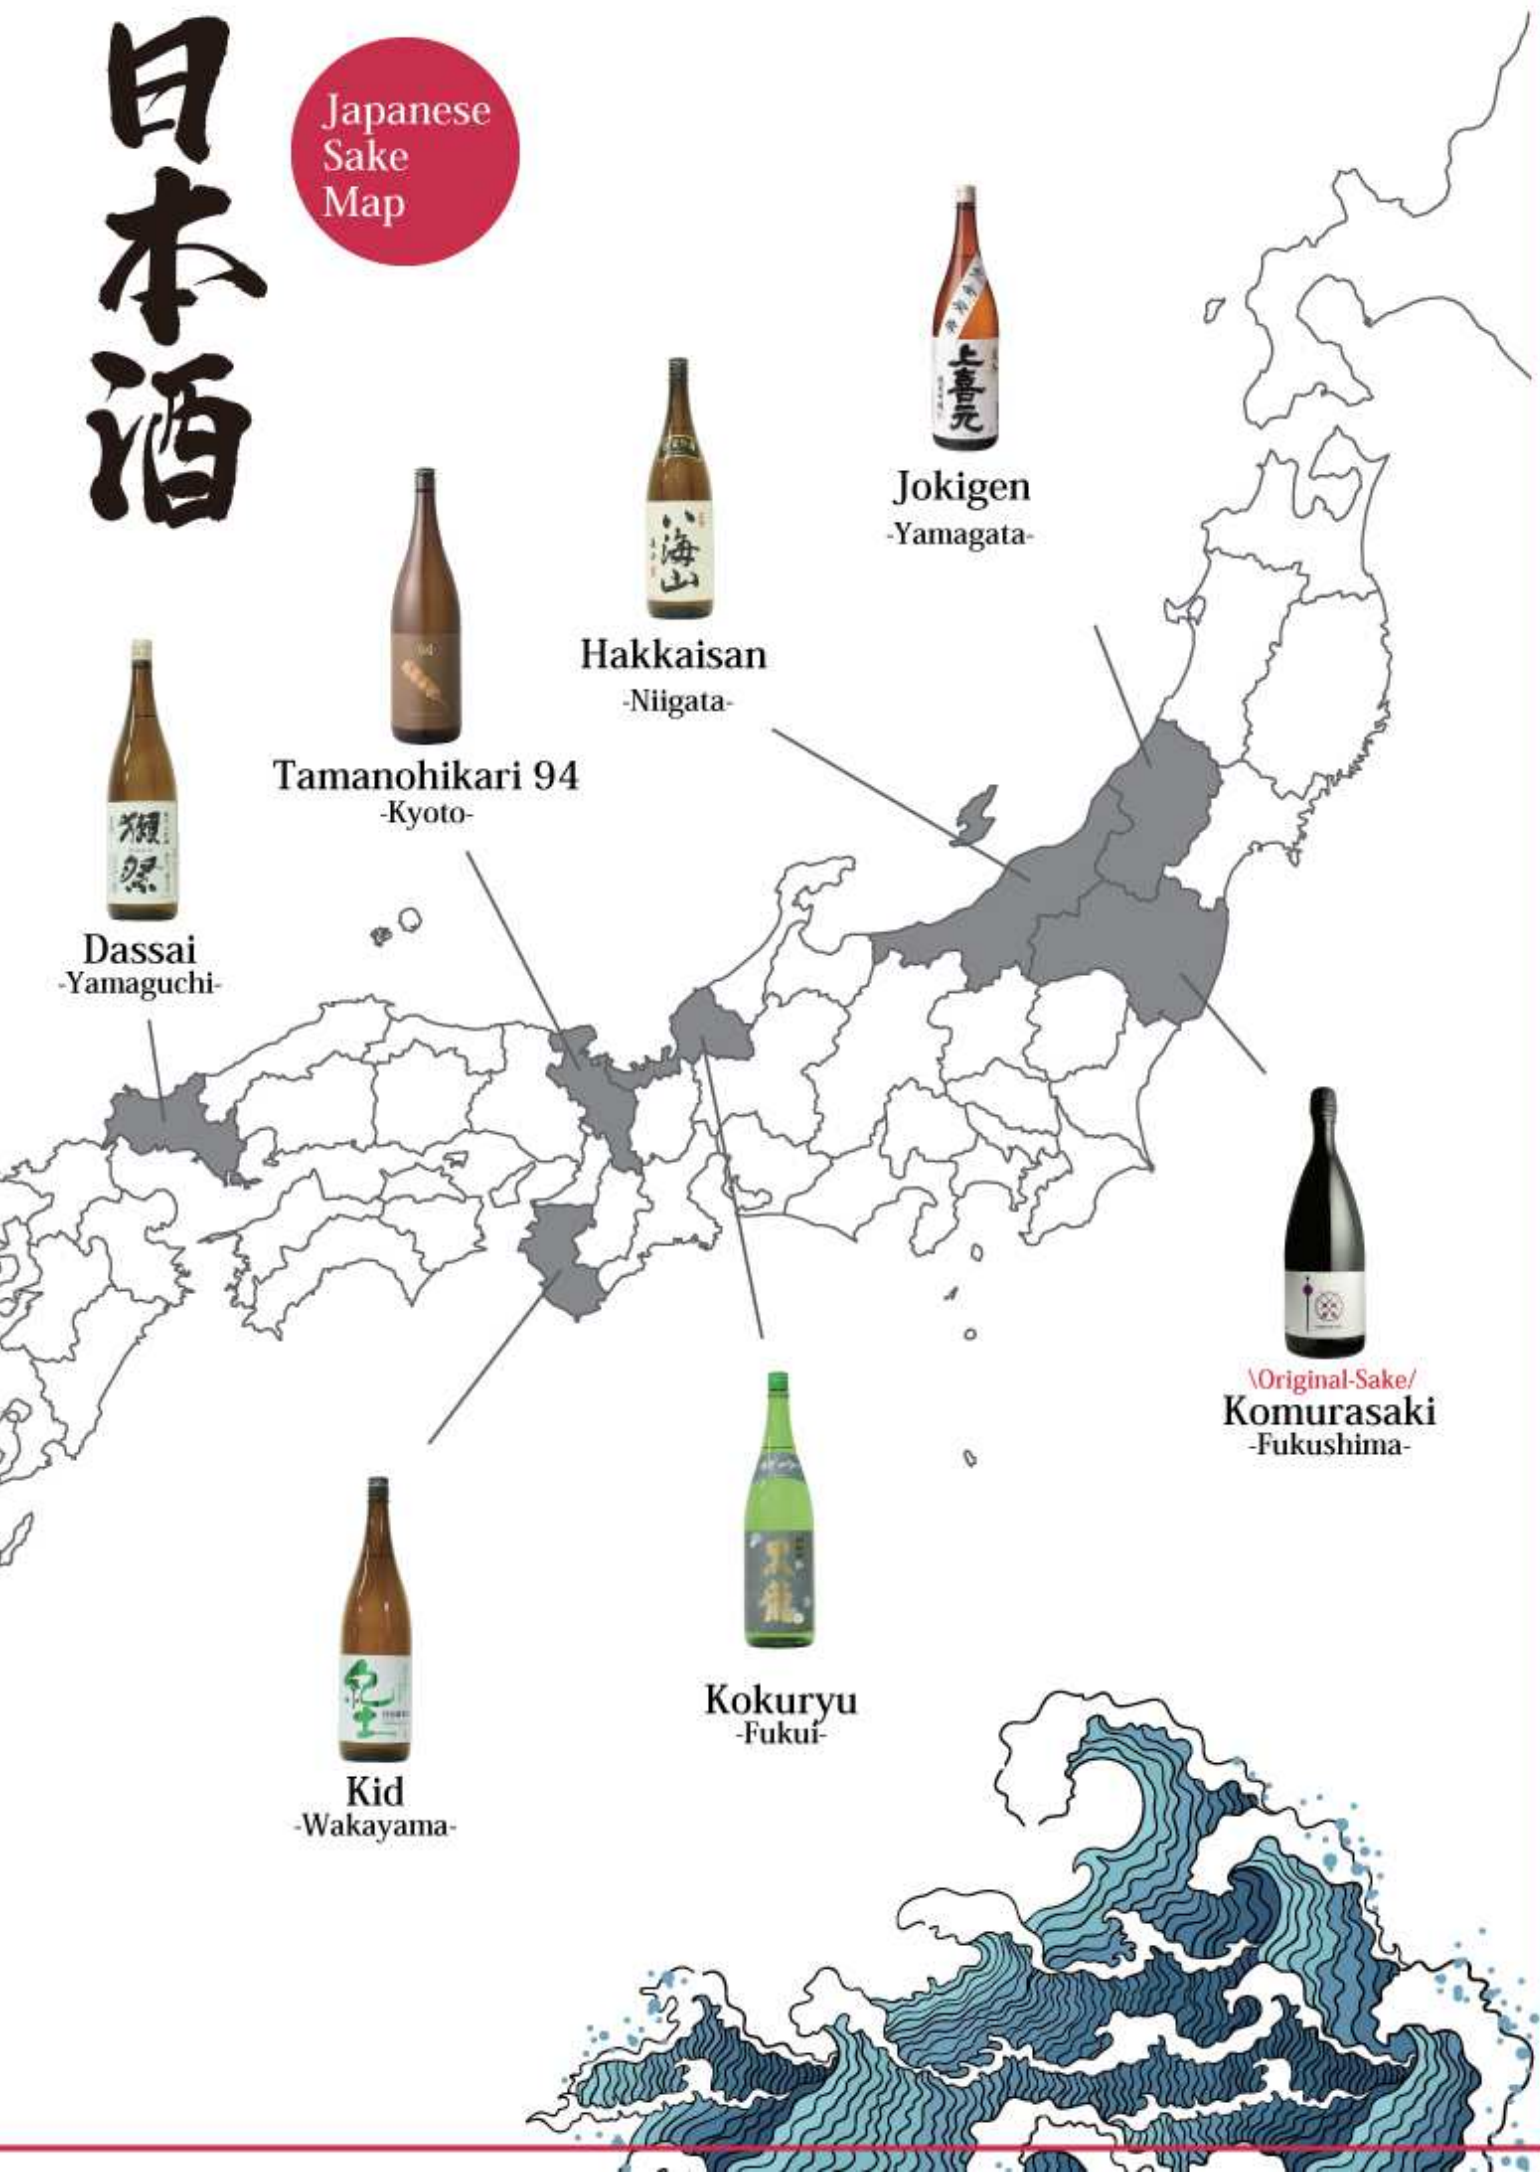 日本酒
Japanese
Sake
Map
上喜元
Jokigen
-Yamagata-
八海山
Hakkaisan
-Niigata-
94
Tamanohikari 94
-Kyoto-
獺祭
Dassai
-Yamaguchi-
\Original-Sake/
Komurasaki
-Fukushima-
黒龍
Kokuryu
-Fukui-
紀土
Kid
-Wakayama-